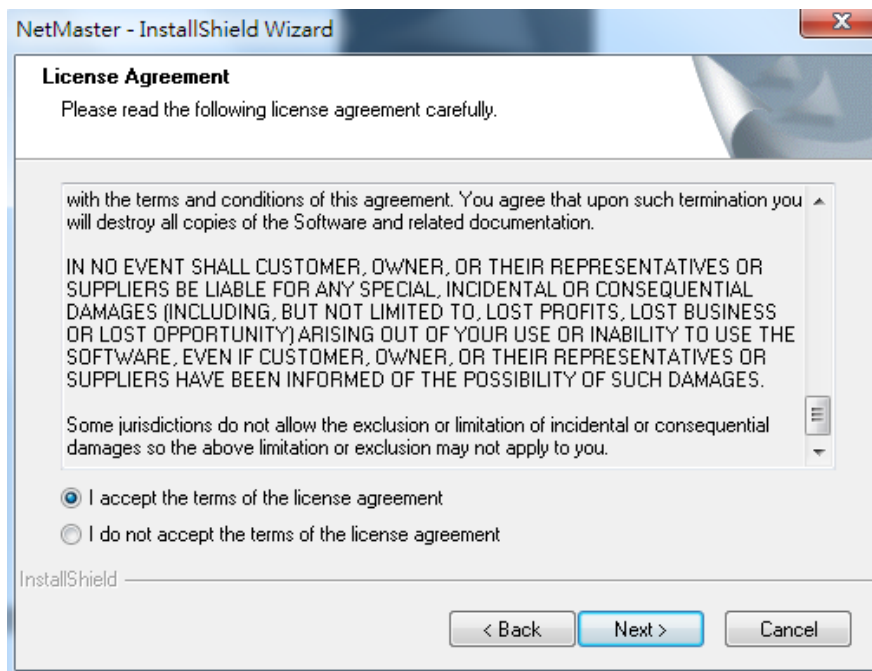 NetMaster - InstallShield Wizard
License Agreement
Please read the following license agreement carefully.
with the terms and conditions of this agreement. You agree that upon such termination you
will destroy all copies of the Software and related documentation.
IN NO EVENT SHALL CUSTOMER, OWNER, OR THEIR REPRESENTATIVES OR
SUPPLIERS BE LIABLE FOR ANY SPECIAL, INCIDENTAL OR CONSEQUENTIAL
DAMAGES (INCLUDING, BUT NOT LIMITED TO, LOST PROFITS, LOST BUSINESS
OR LOST OPPORTUNITY) ARISING OUT OF YOUR USE OR INABILITY TO USE THE
SOFTWARE, EVEN IF CUSTOMER, OWNER, OR THEIR REPRESENTATIVES OR
SUPPLIERS HAVE BEEN INFORMED OF THE POSSIBILITY OF SUCH DAMAGES.
Some jurisdictions do not allow the exclusion or limitation of incidental or consequential
damages so the above limitation or exclusion may not apply to you.
I accept the terms of the license agreement
I do not accept the terms of the license agreement
InstallShield
< Back Next > Cancel